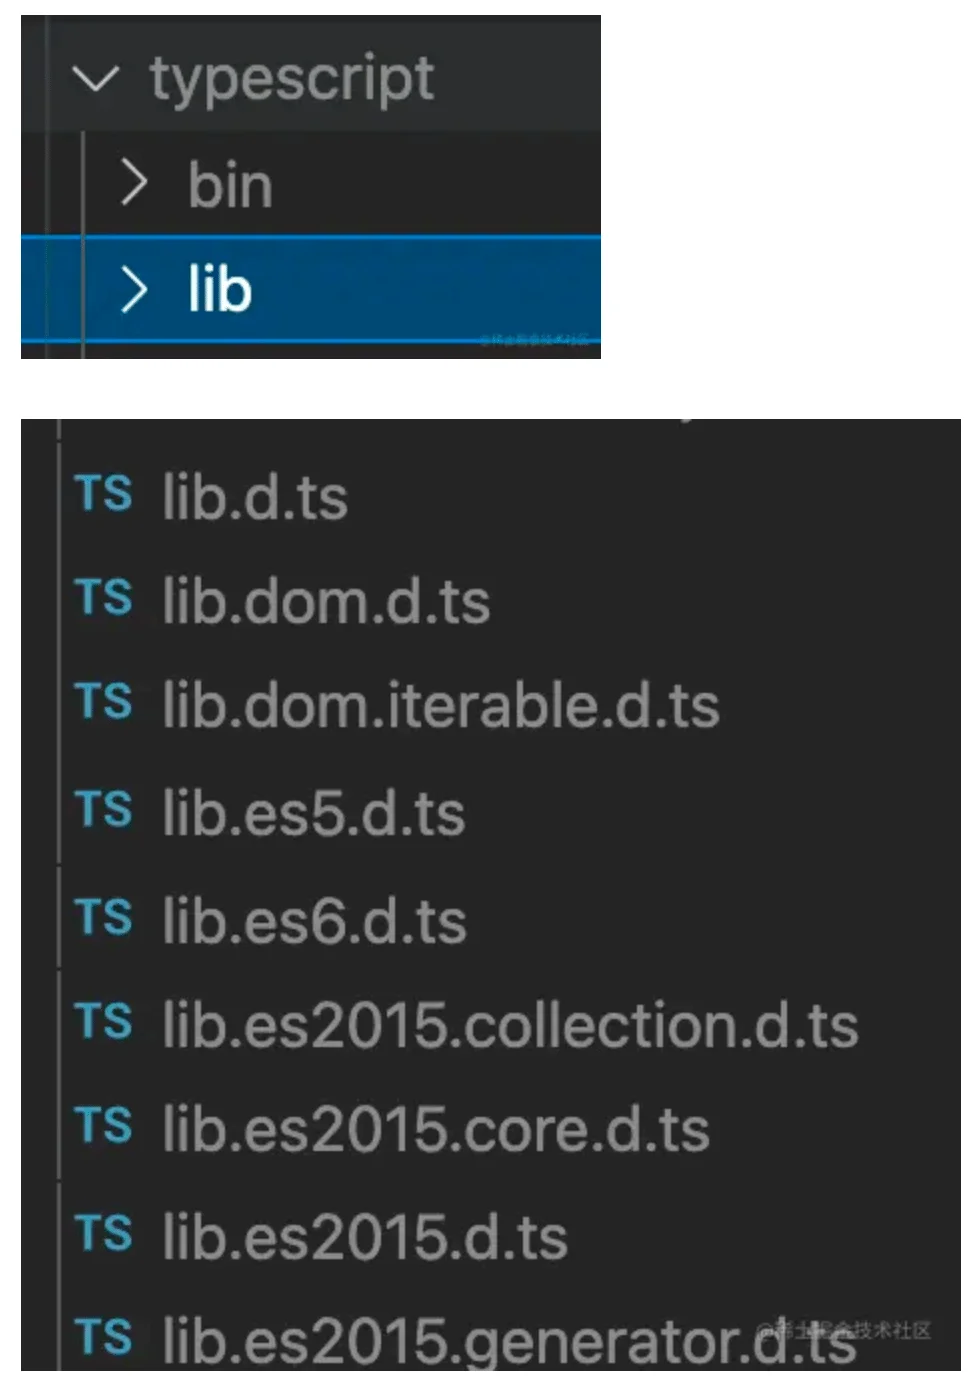 typescript
bin
lib
@稀土掘金技术社区
TS lib.d.ts
TS lib.dom.d.ts
TS lib.dom.iterable.d.ts
TS lib.es5.d.ts
TS lib.es6.d.ts
TS lib.es2015.collection.d.ts
TS lib.es2015.core.d.ts
TS lib.es2015.d.ts
TS lib.es2015.generator.d.ts
@稀土掘金技术社区